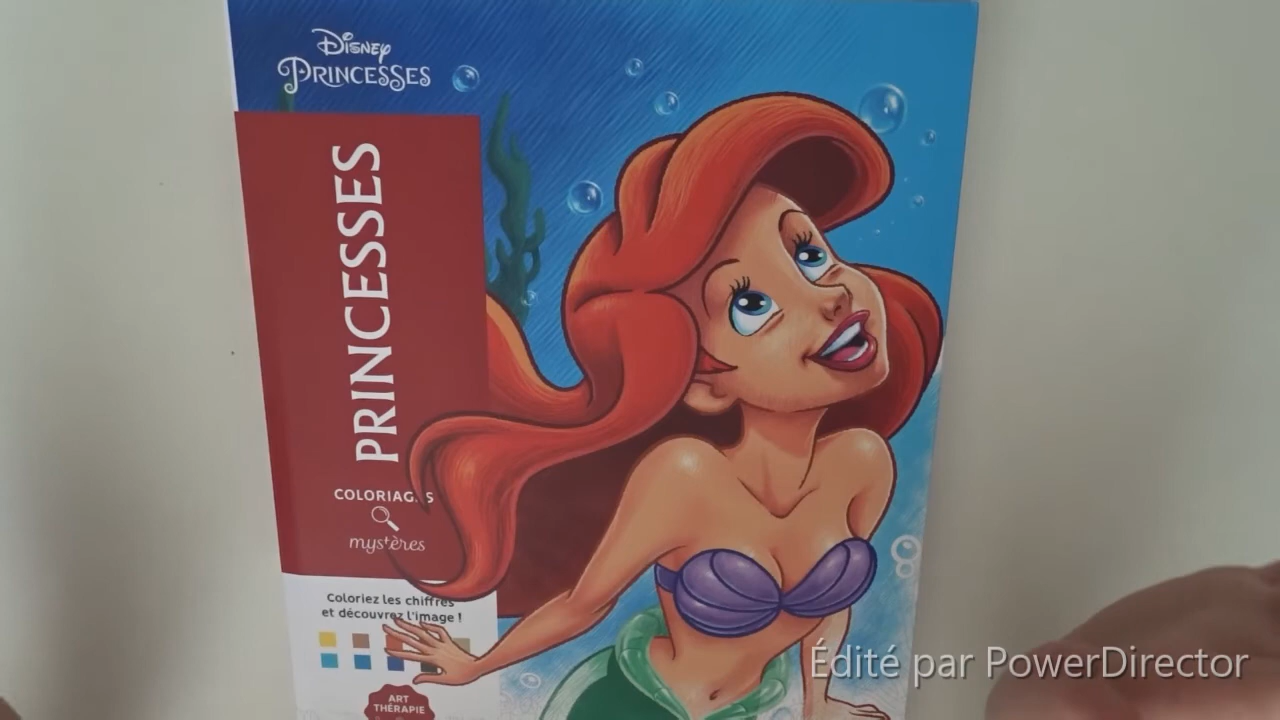 Disney
PRINCESSES
PRINCESSES
COLORIAGES
mystères
Coloriez les chiffres
et découvrez l'image !
ART
THÉRAPIE
Édité par PowerDirector